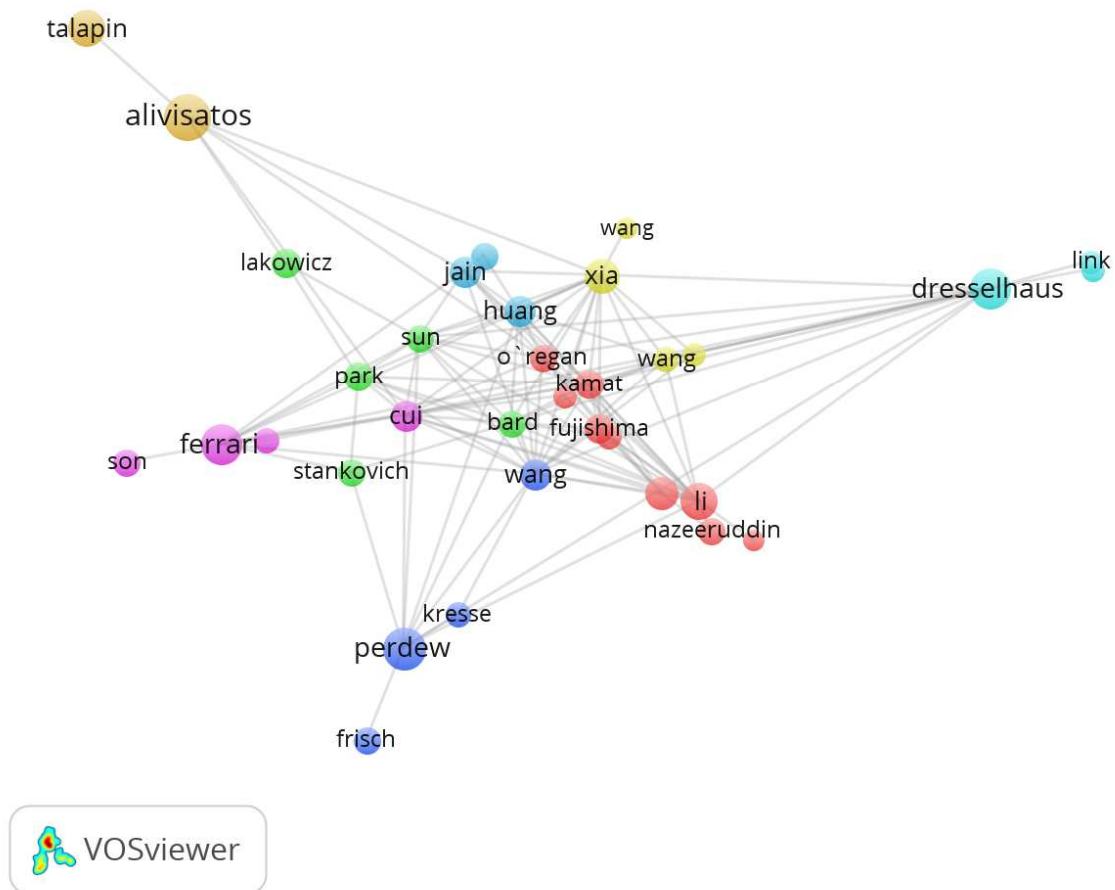 talapin
alivisatos
wang
lakowicz
jain
xia
link
dresselhaus
huang
sun
o`regan
wang
park
kamat
cui
bard
fujishima
ferrari
son
stankovich
wang
li
nazeeruddin
kresse
perdew
frisch
VOSviewer